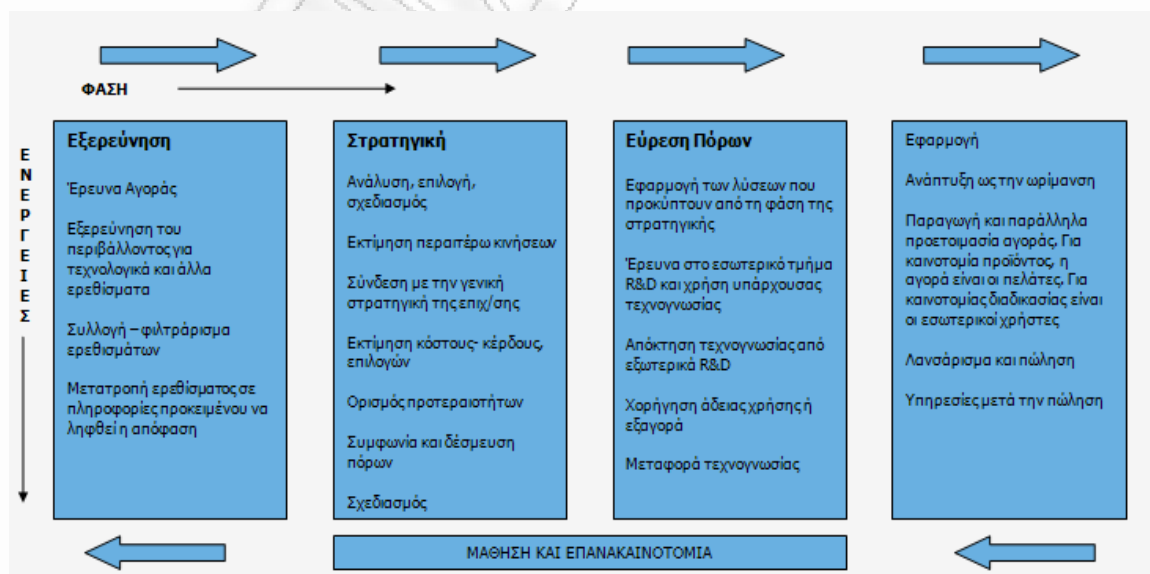 ΦΑΣΗ
ΕΝΕΡΓΕΙΕΣ
Εξερεύνηση
Έρευνα Αγοράς
Εξερεύνηση του
περιβάλλοντος για
τεχνολογικά και άλλα
ερεθίσματα
Συλλογή – φιλτράρισμα
ερεθισμάτων
Μετατροπή ερεθίσματος σε
πληροφορίες προκειμένου να
ληφθεί η απόφαση
Στρατηγική
Ανάλυση, επιλογή,
σχεδιασμός
Εκτίμηση περαιτέρω κινήσεων
Σύνδεση με την γενική
στρατηγική της επιχ/σης
Εκτίμηση κόστους- κέρδους,
επιλογών
Ορισμός προτεραιοτήτων
Συμφωνία και δέσμευση
πόρων
Σχεδιασμός
Εύρεση Πόρων
Εφαρμογή των λύσεων που
προκύπτουν από τη φάση της
στρατηγικής
Έρευνα στο εσωτερικό τμήμα
R&D και χρήση υπάρχουσας
τεχνογνωσίας
Απόκτηση τεχνογνωσίας από
εξωτερικά R&D
Χορήγηση άδειας χρήσης ή
εξαγορά
Μεταφορά τεχνογνωσίας
Εφαρμογή
Ανάπτυξη ως την ωρίμανση
Παραγωγή και παράλληλα
προετοιμασία αγοράς. Για
καινοτομία προϊόντος, η
αγορά είναι οι πελάτες. Για
καινοτομίας διαδικασίας είναι
οι εσωτερικοί χρήστες
Λανσάρισμα και πώληση
Υπηρεσίες μετά την πώληση
ΜΑΘΗΣΗ ΚΑΙ ΕΠΑΝΑΚΑΙΝΟΤΟΜΙΑ